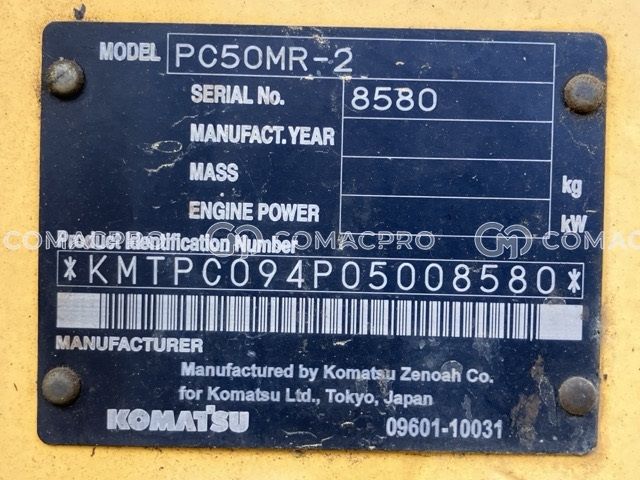 MODEL PC50MR-2
SERIAL No. 8580
MANUFACT. YEAR
MASS kg
ENGINE POWER kW
Product Identification Number
COMACPRO COMACPRO COMACPRO
*KMTPC094P05008580*
MANUFACTURER
Manufactured by Komatsu Zenoah Co.
for Komatsu Ltd., Tokyo, Japan
KOMATSU 09601-10031